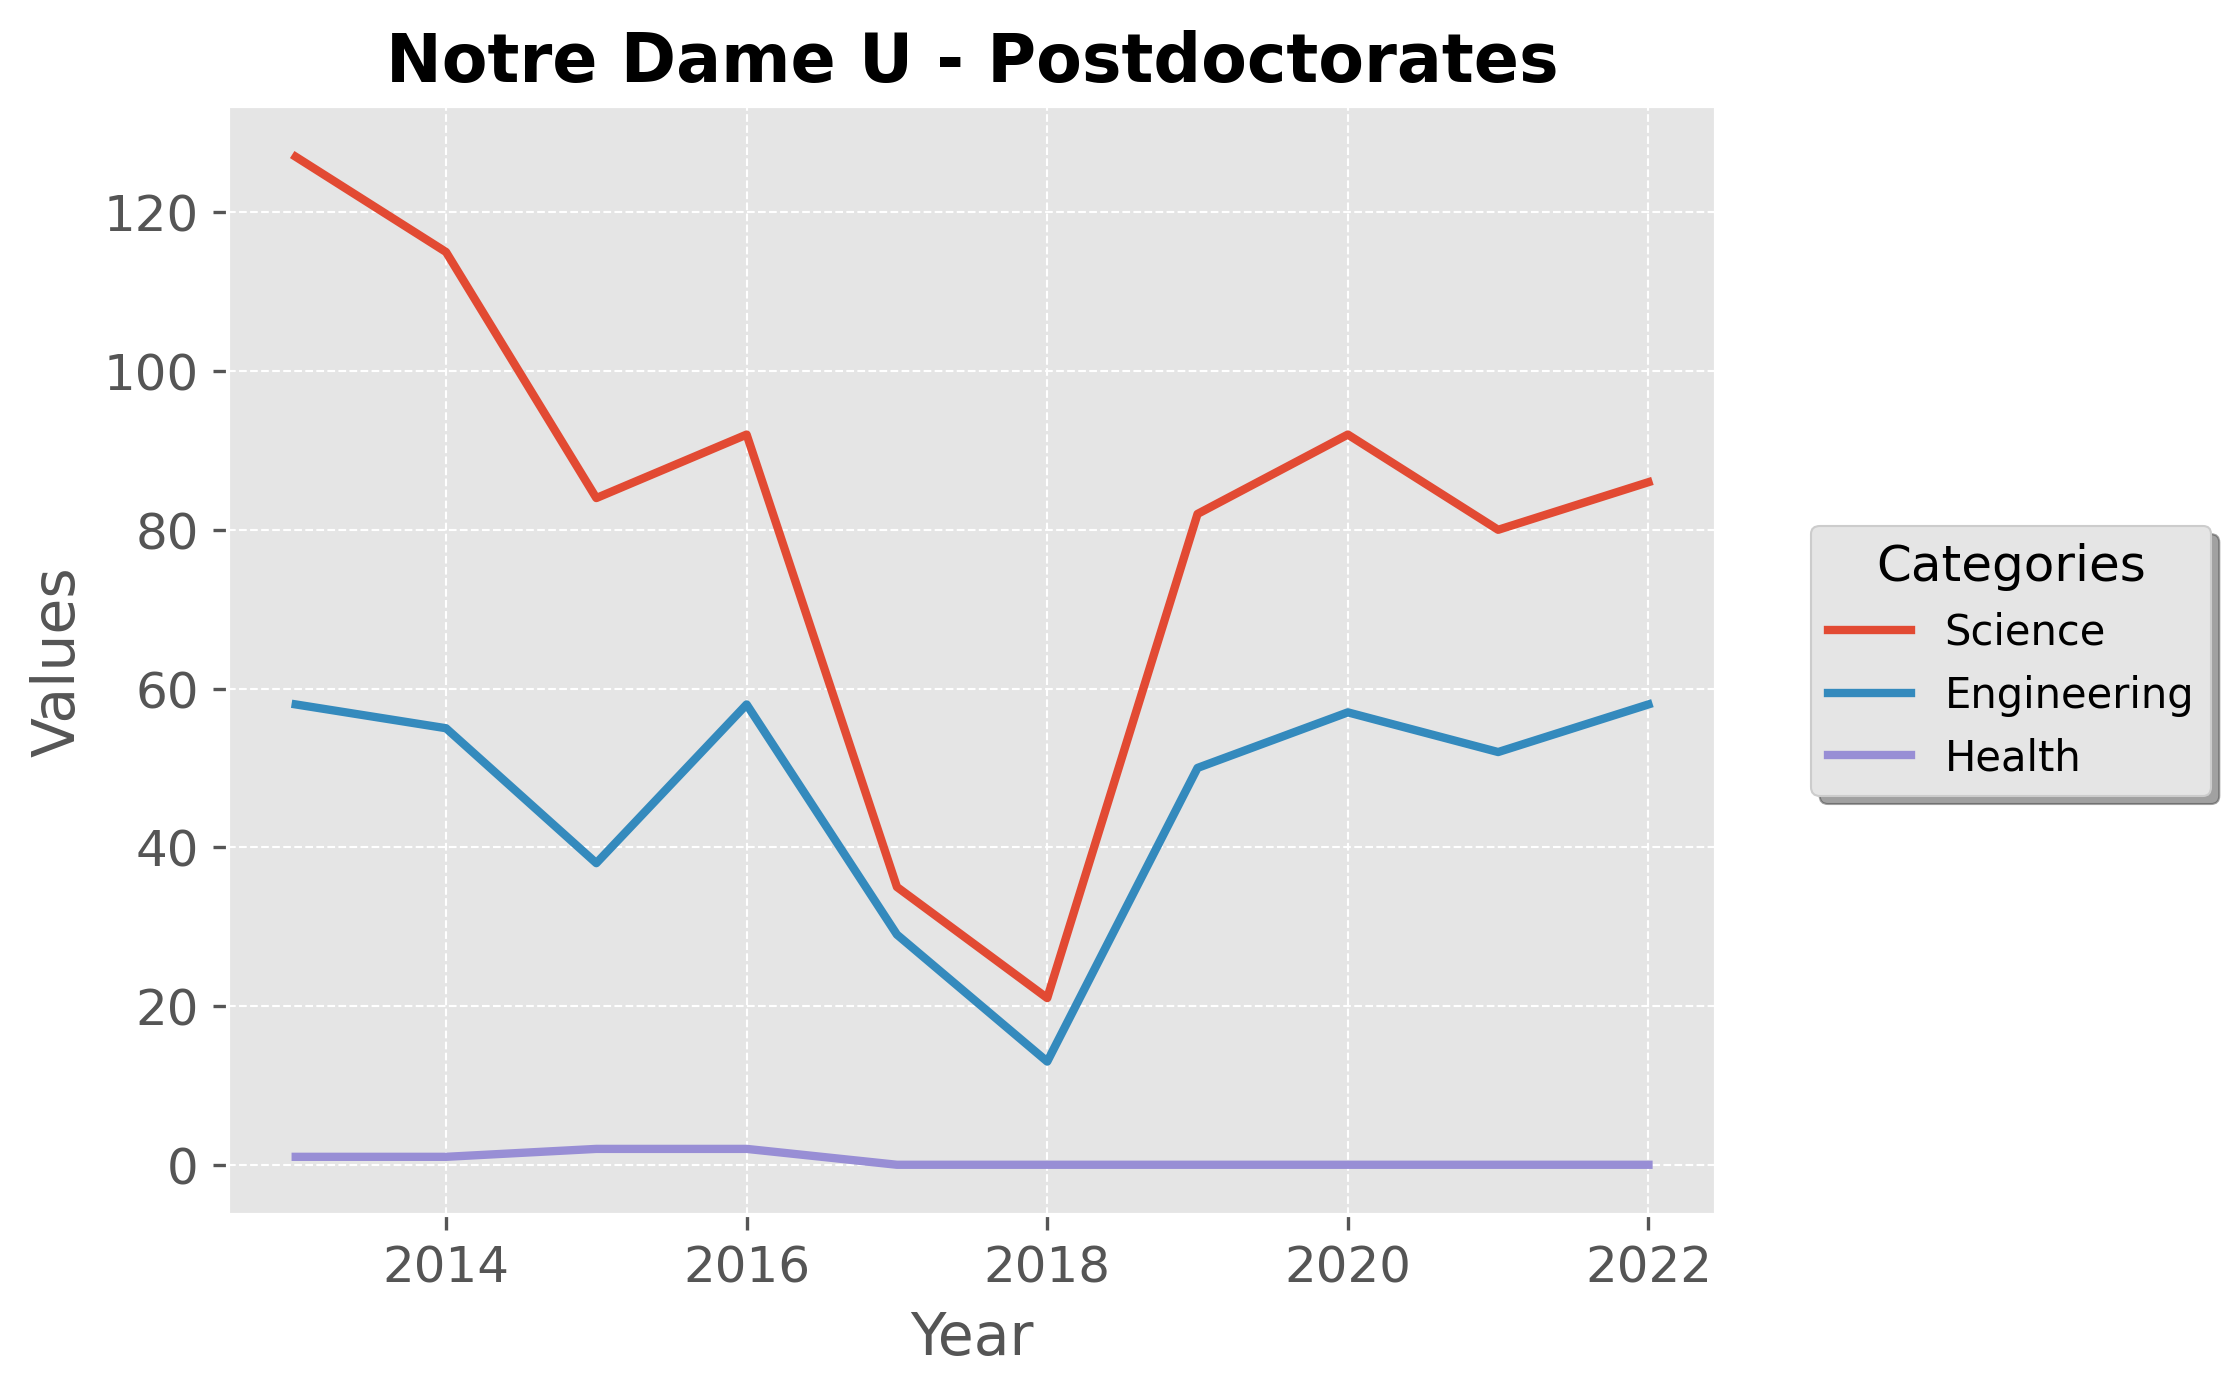 Notre Dame U - Postdoctorates
Values
120
100
80
60
40
20
0
2014 2016 2018 2020 2022
Year
Categories
Science
Engineering
Health